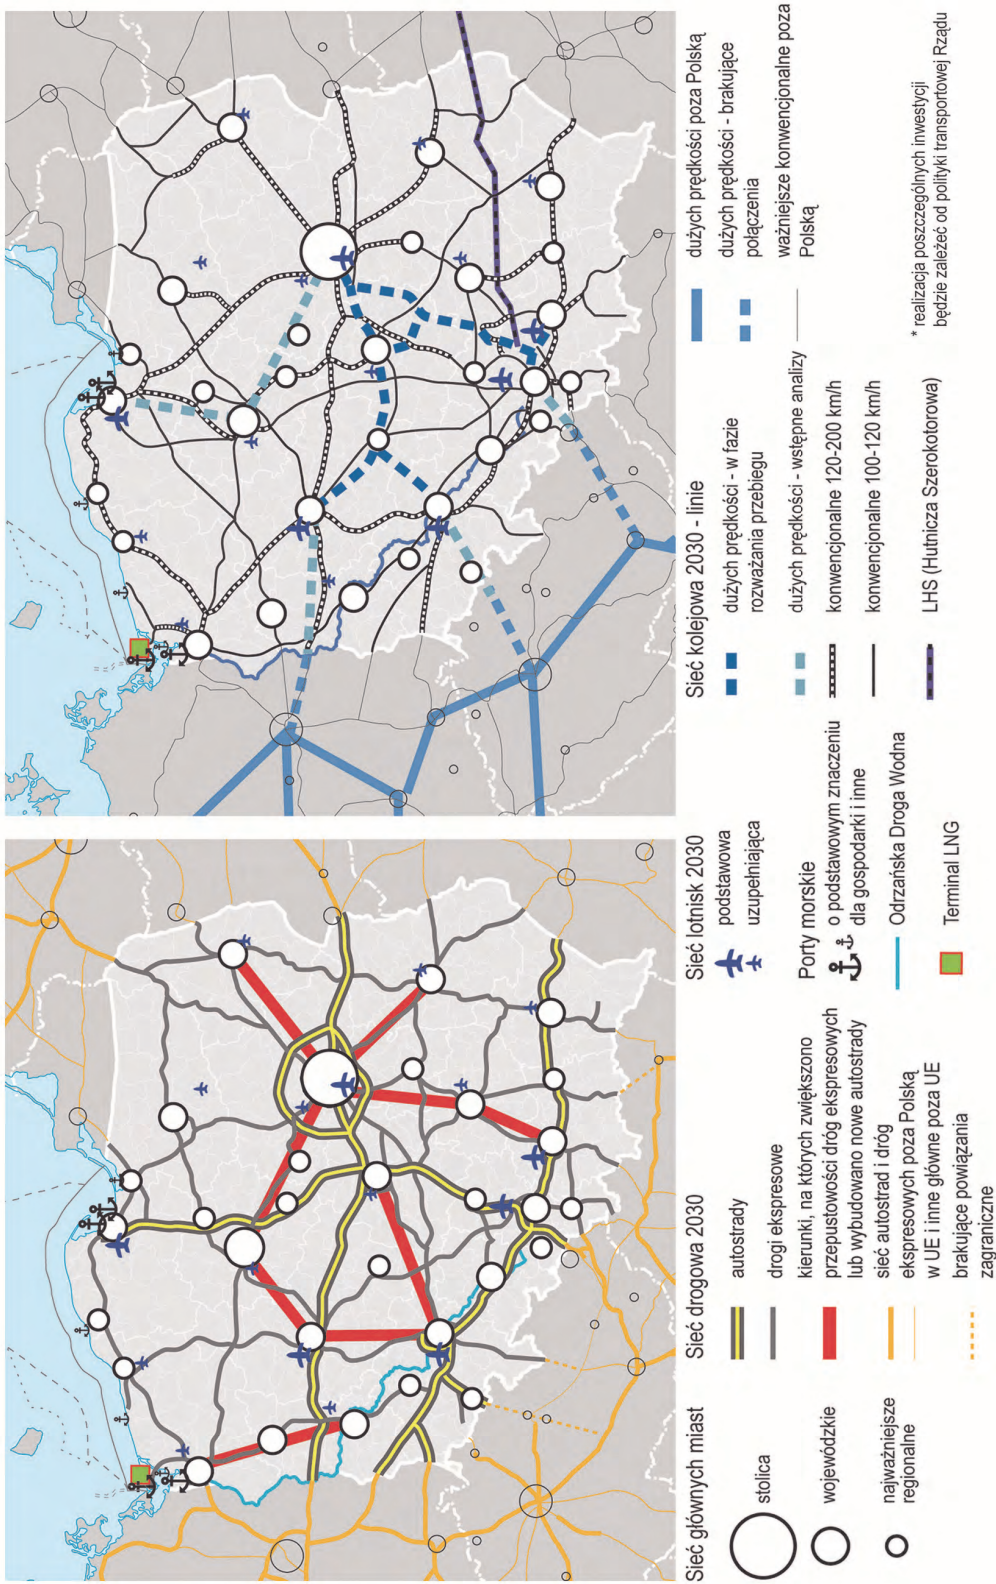 Sieć głównych miast
stolica
wojewódzkie
najważniejsze
regionalne
Sieć drogowa 2030
autostrady
drogi ekspresowe
kierunki, na których zwiększono
przepustowości dróg ekspresowych
lub wybudowano nowe autostrady
sieć autostrad i dróg
ekspresowych poza Polską
w UE i inne główne poza UE
brakujące powiązania
zagraniczne
Sieć lotnisk 2030
podstawowa
uzupełniająca
Porty morskie
o podstawowym znaczeniu
dla gospodarki i inne
Odrzańska Droga Wodna
Terminal LNG
Sieć kolejowa 2030 - linie
dużych prędkości - w fazie
rozważania przebiegu
dużych prędkości - wstępne analizy
konwencjonalne 120-200 km/h
konwencjonalne 100-120 km/h
LHS (Hutnicza Szerokotorowa)
dużych prędkości poza Polską
dużych prędkości - brakujące
połączenia
ważniejsze konwencjonalne poza
Polską
* realizacja poszczególnych inwestycji
będzie zależeć od polityki transportowej Rządu